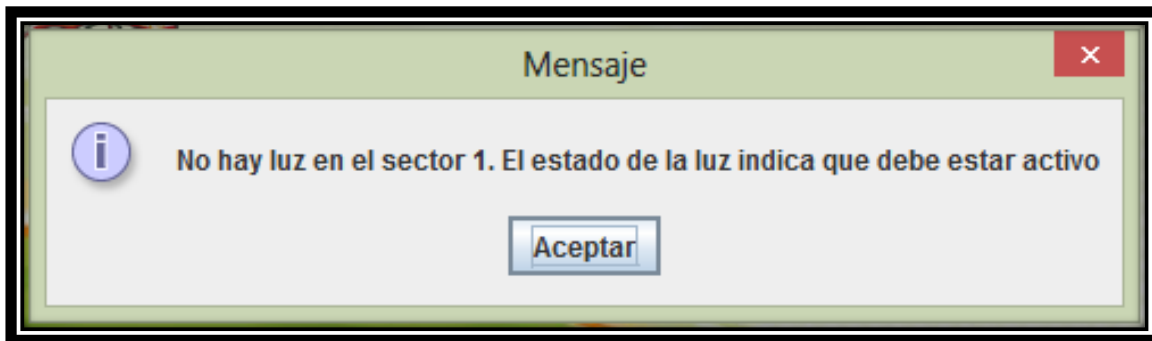 Mensaje
No hay luz en el sector 1. El estado de la luz indica que debe estar activo
Aceptar